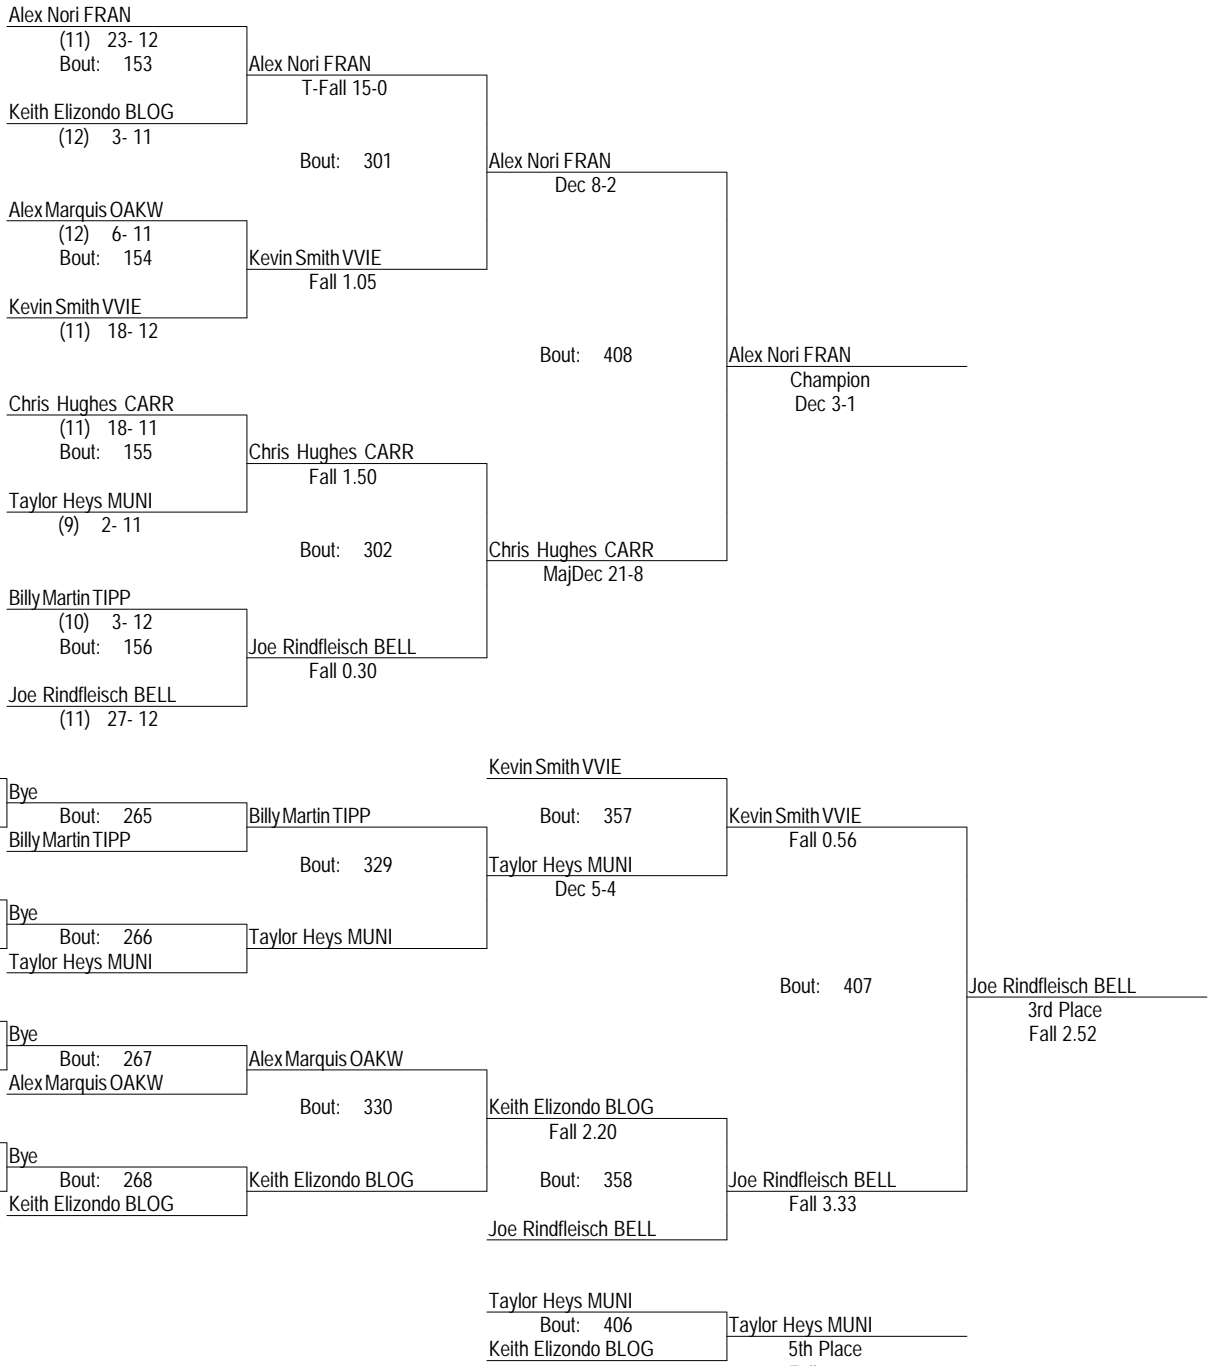 Alex Nori FRAN
(11) 23- 12
Bout: 153
Alex Nori FRAN
T-Fall 15-0
Keith Elizondo BLOG
(12) 3- 11
Bout: 301
Alex Nori FRAN
Dec 8-2
Alex Marquis OAKW
(12) 6- 11
Bout: 154
Kevin Smith VVIE
Fall 1.05
Kevin Smith VVIE
(11) 18- 12
Bout: 408
Alex Nori FRAN
Champion
Dec 3-1
Chris Hughes CARR
(11) 18- 11
Bout: 155
Chris Hughes CARR
Fall 1.50
Taylor Heys MUNI
(9) 2- 11
Bout: 302
Chris Hughes CARR
MajDec 21-8
Billy Martin TIPP
(10) 3- 12
Bout: 156
Joe Rindfleisch BELL
Fall 0.30
Joe Rindfleisch BELL
(11) 27- 12
Kevin Smith VVIE
Bye
Bout: 265
Billy Martin TIPP
Billy Martin TIPP
Bout: 357
Kevin Smith VVIE
Fall 0.56
Bout: 329
Taylor Heys MUNI
Dec 5-4
Bye
Bout: 266
Taylor Heys MUNI
Taylor Heys MUNI
Bout: 407
Joe Rindfleisch BELL
3rd Place
Fall 2.52
Bye
Bout: 267
Alex Marquis OAKW
Alex Marquis OAKW
Bout: 330
Keith Elizondo BLOG
Fall 2.20
Bye
Bout: 268
Keith Elizondo BLOG
Keith Elizondo BLOG
Bout: 358
Joe Rindfleisch BELL
Fall 3.33
Joe Rindfleisch BELL
Taylor Heys MUNI
Bout: 406
Taylor Heys MUNI
Keith Elizondo BLOG
5th Place